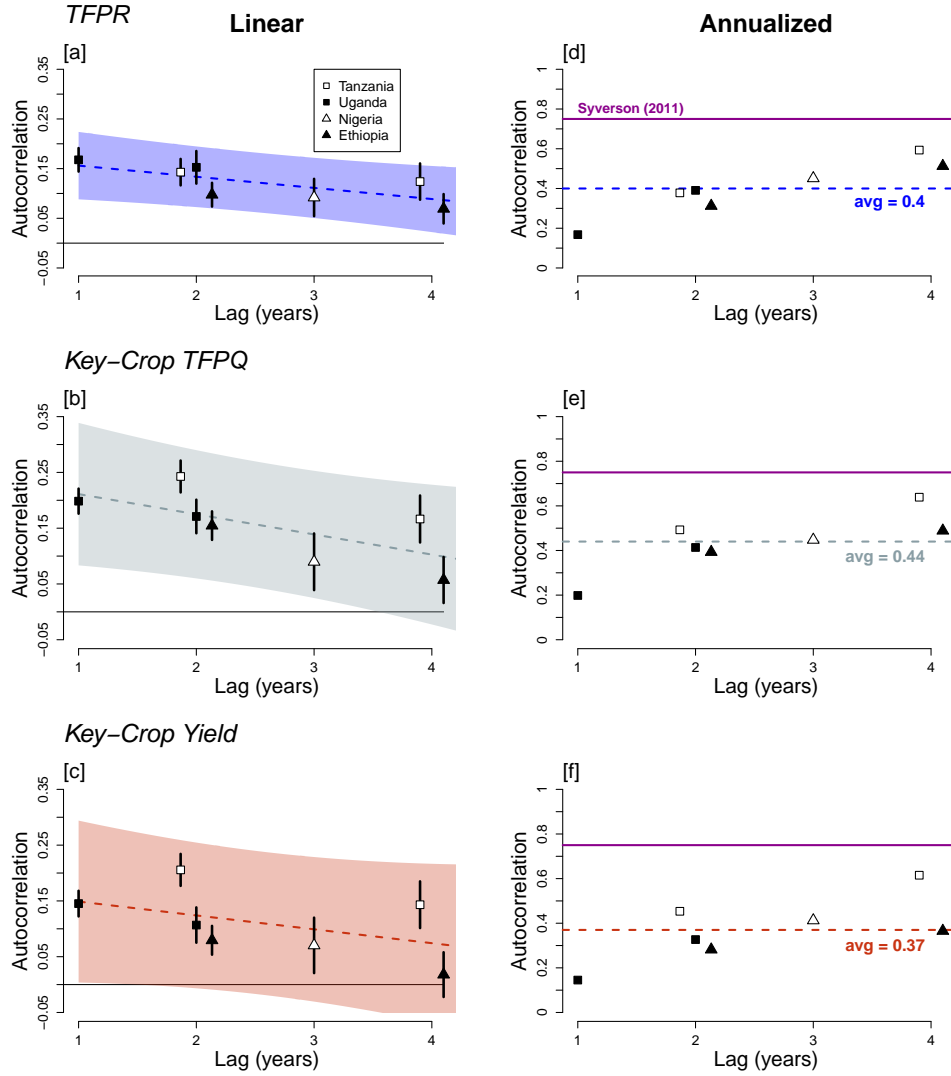 TFPR
Linear
Annualized
[a]
[d]
Autocorrelation
0.35
0.25
0.15
0.05
−0.05
Tanzania
Uganda
Nigeria
Ethiopia
1 2 3 4
Lag (years)
Autocorrelation
1
0.8
0.6
0.4
0.2
0
Syverson (2011)
avg = 0.4
1 2 3 4
Lag (years)
Key−Crop TFPQ
[b]
[e]
Autocorrelation
0.35
0.25
0.15
0.05
−0.05
1 2 3 4
Lag (years)
Autocorrelation
1
0.8
0.6
0.4
0.2
0
avg = 0.44
1 2 3 4
Lag (years)
Key−Crop Yield
[c]
[f]
Autocorrelation
0.35
0.25
0.15
0.05
−0.05
1 2 3 4
Lag (years)
Autocorrelation
1
0.8
0.6
0.4
0.2
0
avg = 0.37
1 2 3 4
Lag (years)